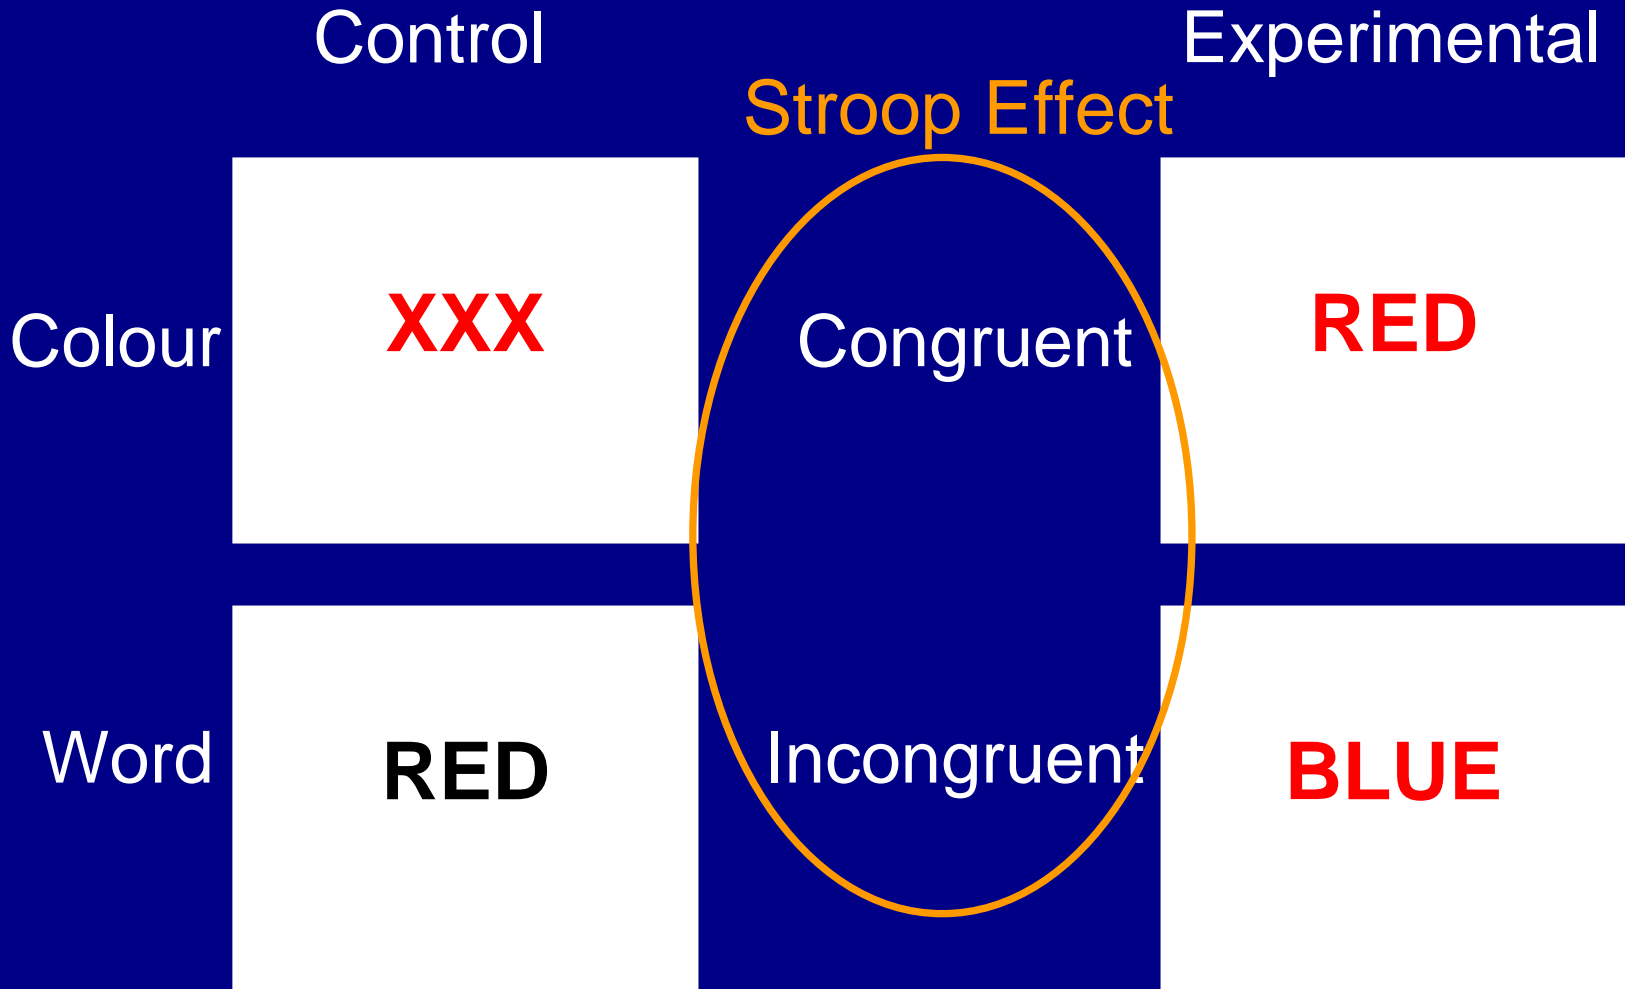 Control Experimental
Stroop Effect
Colour XXX Congruent RED
Word RED Incongruent BLUE